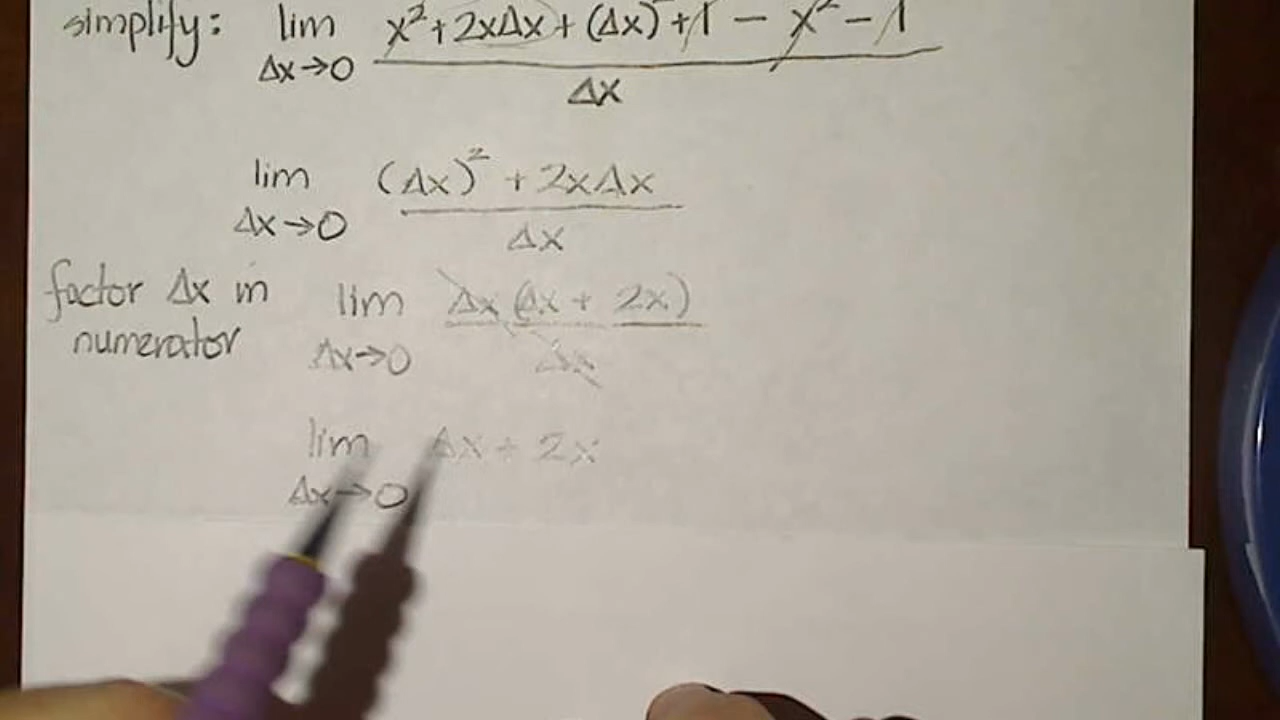 simplify: lim x² + 2xΔx + (Δx)² + 1 − x² − 1
Δx→0 Δx
lim (Δx)² + 2xΔx
Δx→0 Δx
factor Δx in lim Δx (Δx + 2x)
numerator Δx→0 Δx
lim Δx + 2x
Δx→0